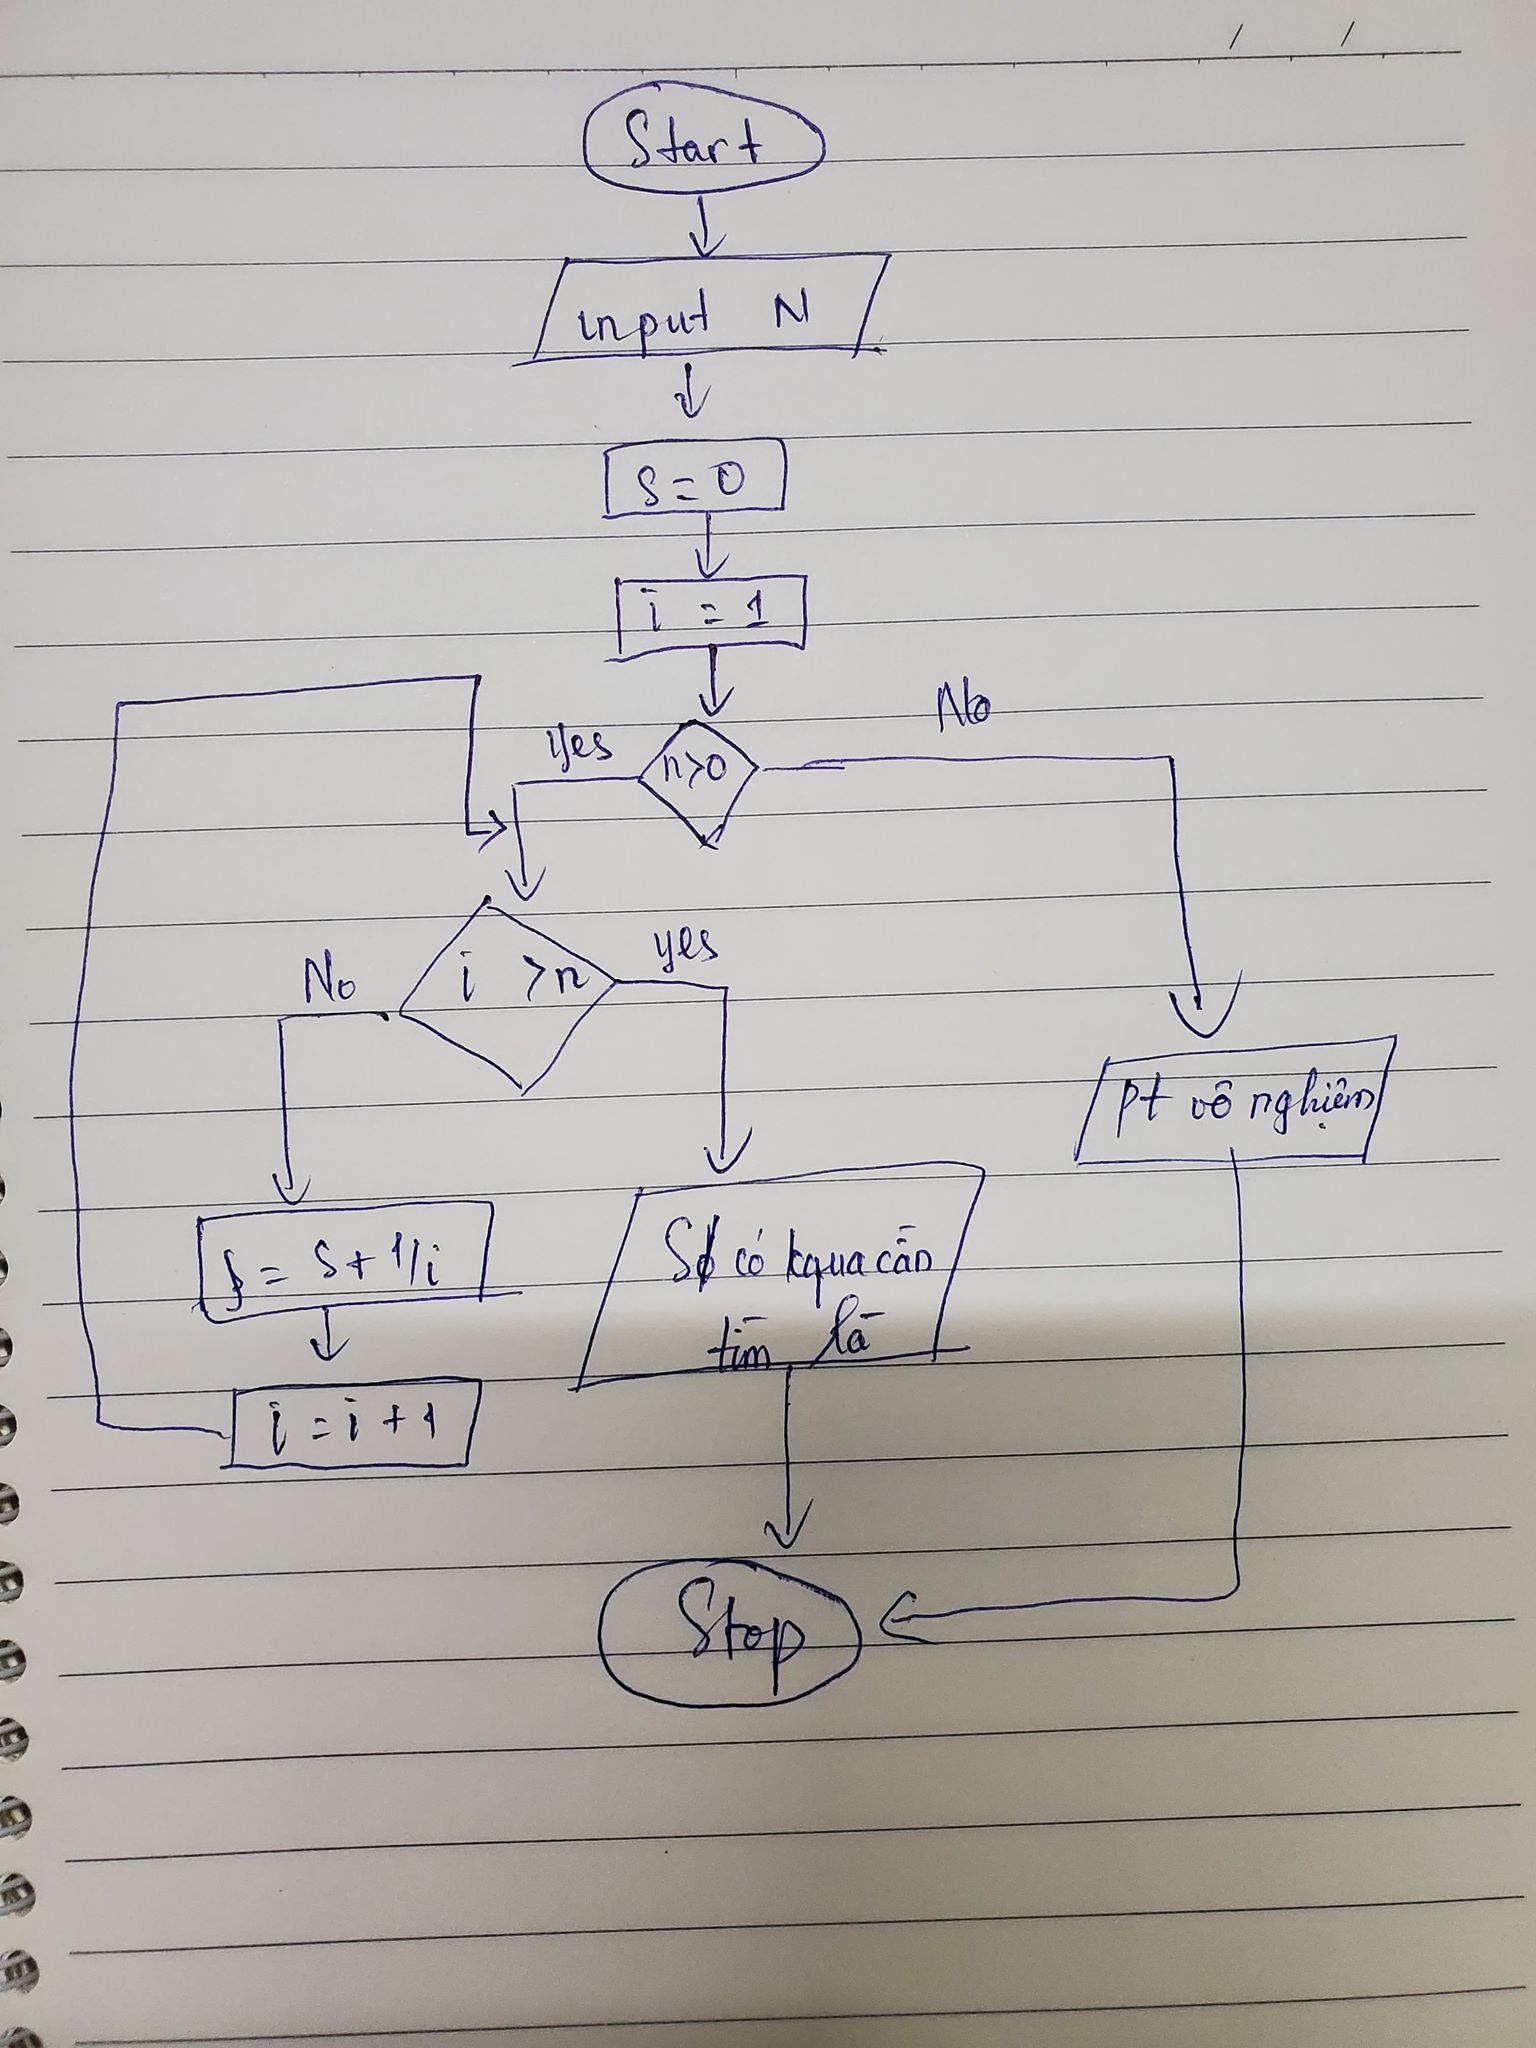 Start
input N
s = 0
i = 1
n>0
yes
No
i >n
No
yes
pt vô nghiệm
S = S + 1/i
có kqua cần
tìm là
i = i + 1
Stop